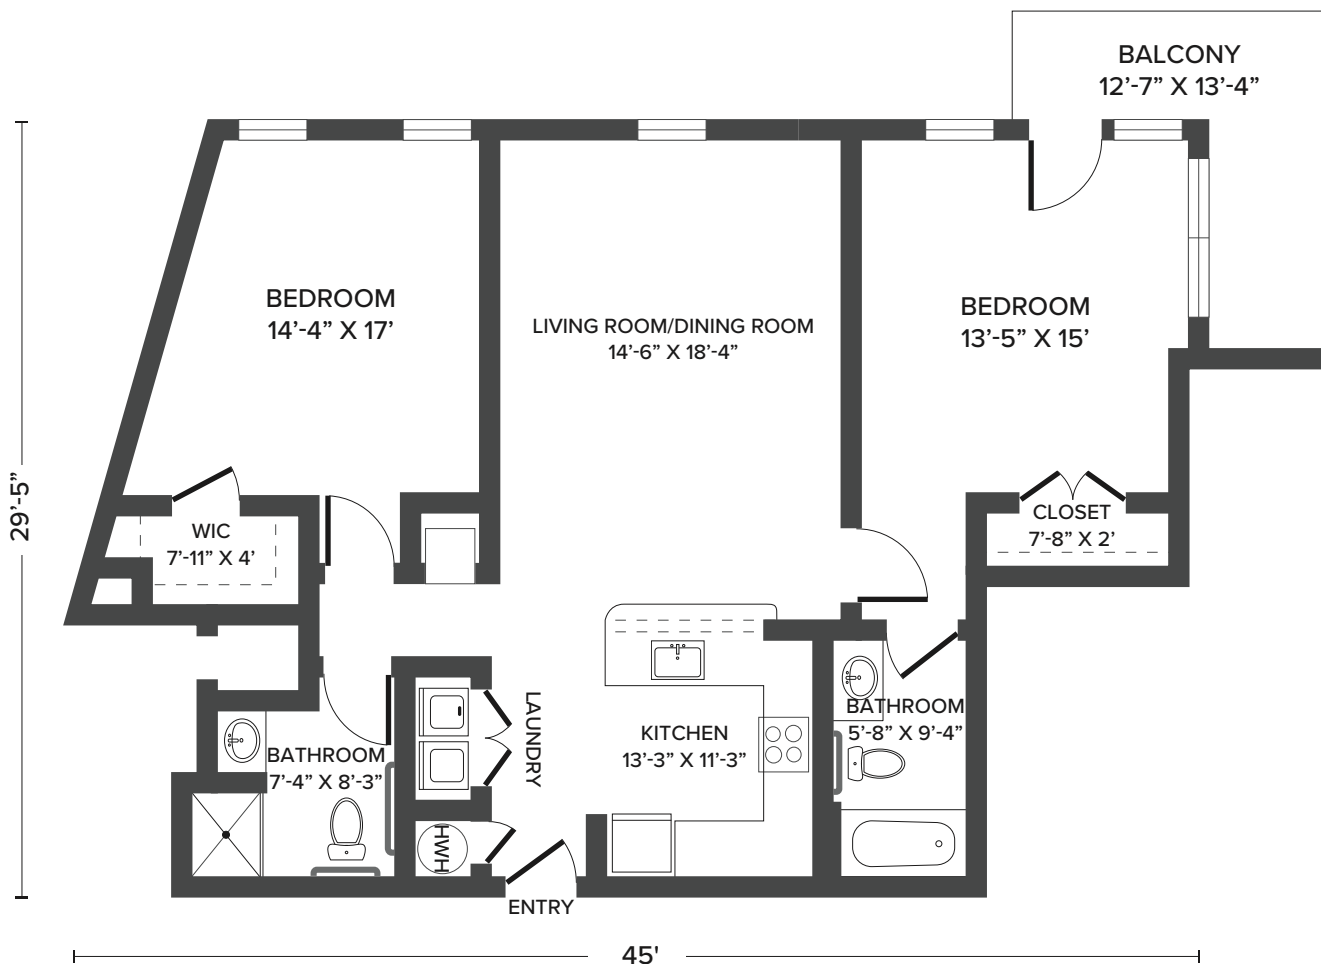 BALCONY
12’-7” X 13’-4”
BEDROOM
14’-4” X 17’
LIVING ROOM/DINING ROOM
14’-6” X 18’-4”
BEDROOM
13’-5” X 15’
29’-5”
WIC
7’-11” X 4’
CLOSET
7’-8” X 2’
LAUNDRY
KITCHEN
13’-3” X 11’-3”
BATHROOM
5’-8” X 9’-4”
BATHROOM
7’-4” X 8’-3”
HWH
ENTRY
45'